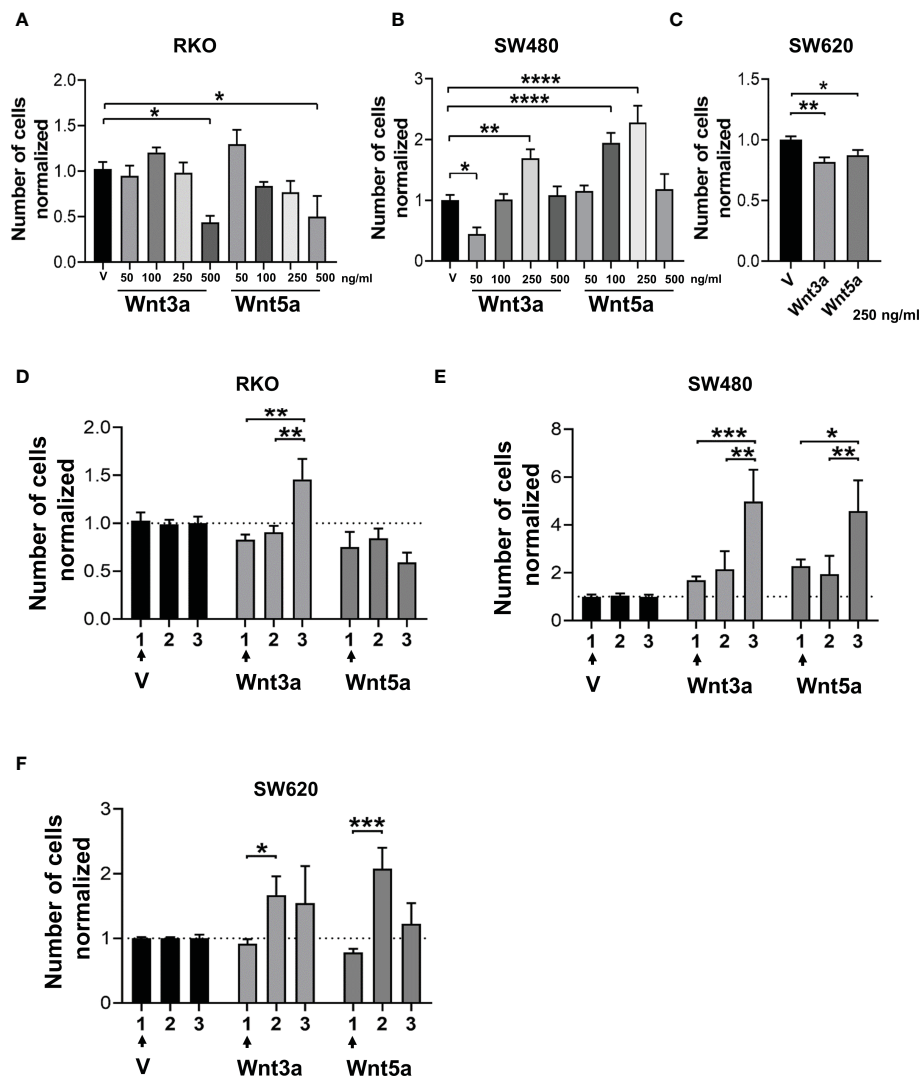 A
RKO
Number of cells
normalized
2.0
1.5
1.0
0.5
0.0
*
*
V 50 100 250 500 50 100 250 500 ng/ml
Wnt3a Wnt5a
B
SW480
Number of cells
normalized
3
2
1
0
****
****
**
*
V 50 100 250 500 50 100 250 500 ng/ml
Wnt3a Wnt5a
C
SW620
Number of cells
normalized
1.5
1.0
0.5
0.0
*
**
V Wnt3a Wnt5a
250 ng/ml
D
RKO
Number of cells
normalized
2.0
1.5
1.0
0.5
0.0
**
**
1 2 3 1 2 3 1 2 3
V Wnt3a Wnt5a
E
SW480
Number of cells
normalized
8
6
4
2
0
*** *
** **
1 2 3 1 2 3 1 2 3
V Wnt3a Wnt5a
F
SW620
Number of cells
normalized
3
2
1
0
***
*
1 2 3 1 2 3 1 2 3
V Wnt3a Wnt5a